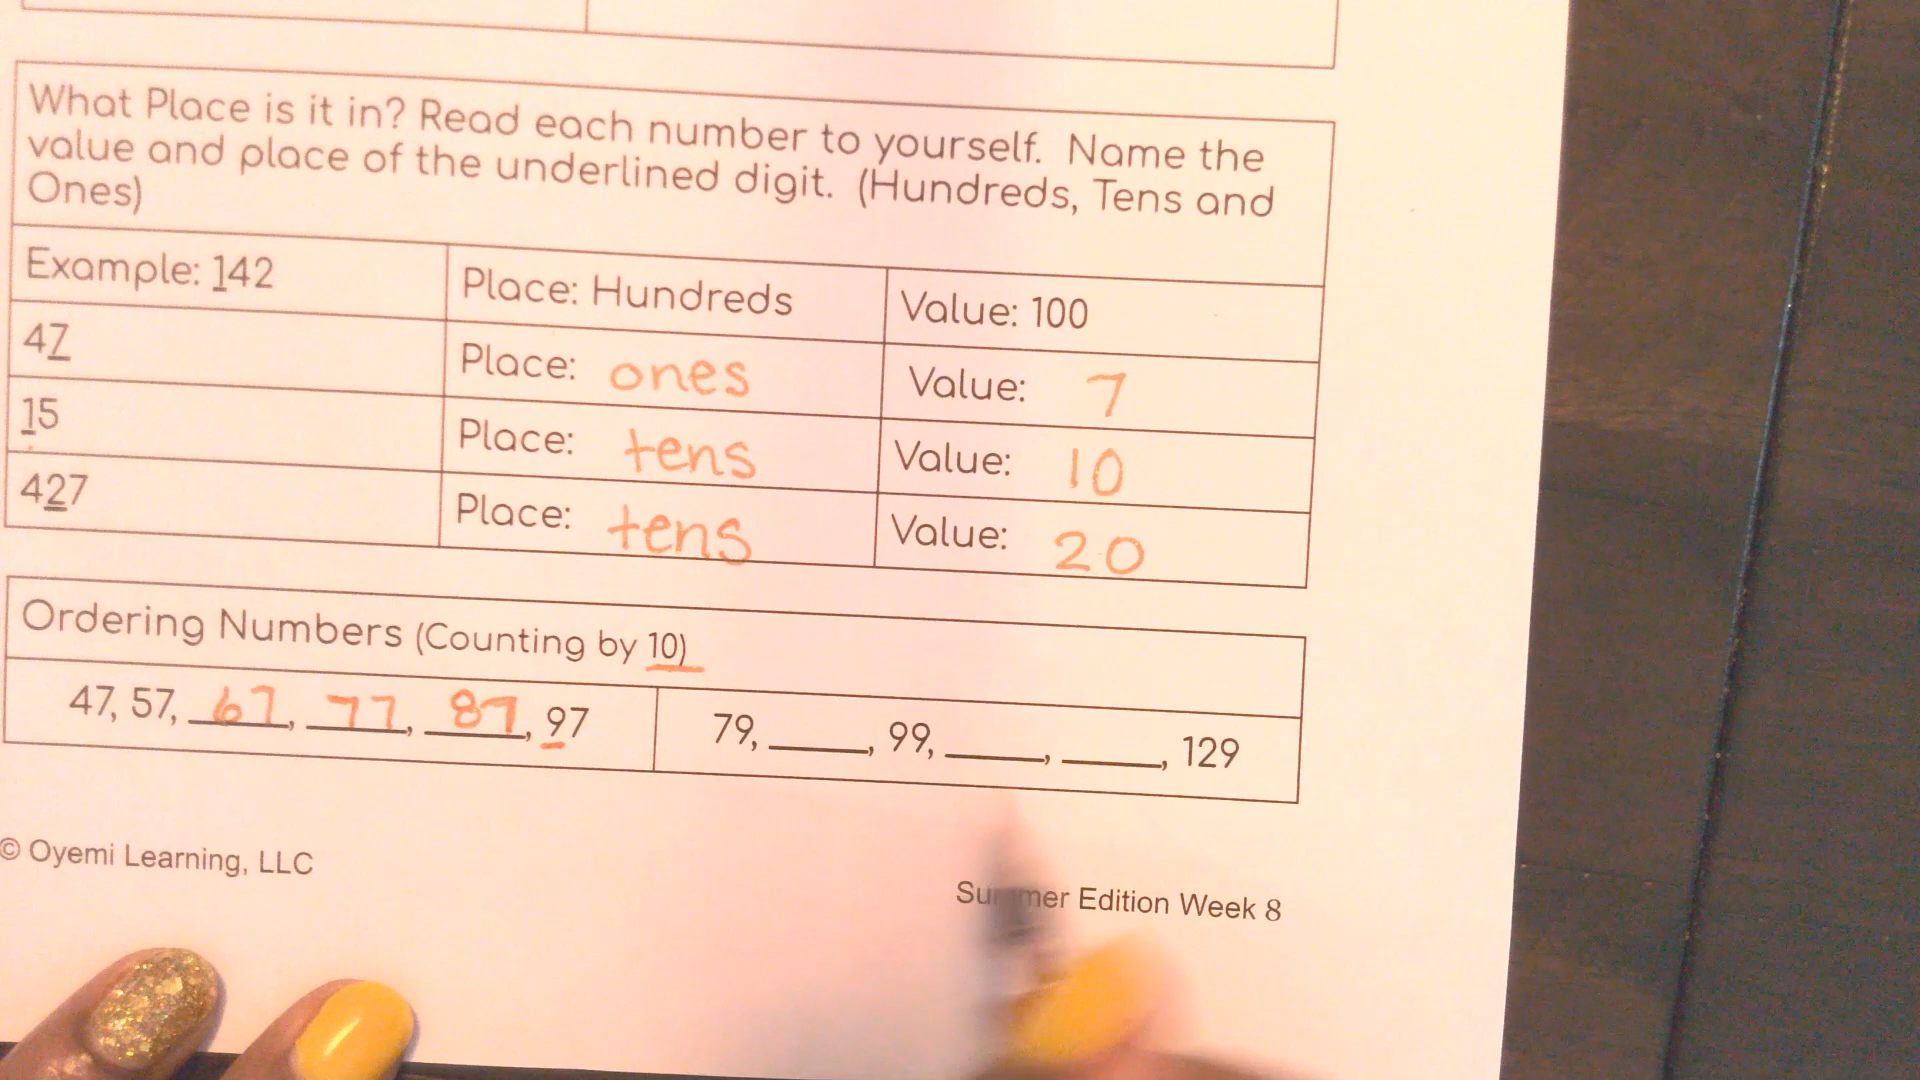 What Place is it in? Read each number to yourself. Name the
value and place of the underlined digit. (Hundreds, Tens and
Ones)
Example: 142 Place: Hundreds Value: 100
47 Place: ones Value: 7
15 Place: tens Value: 10
427 Place: tens Value: 20
Ordering Numbers (Counting by 10)
47, 57, 67, 77, 87, 97 79, ____, 99, ____, ____, 129
© Oyemi Learning, LLC
Summer Edition Week 8